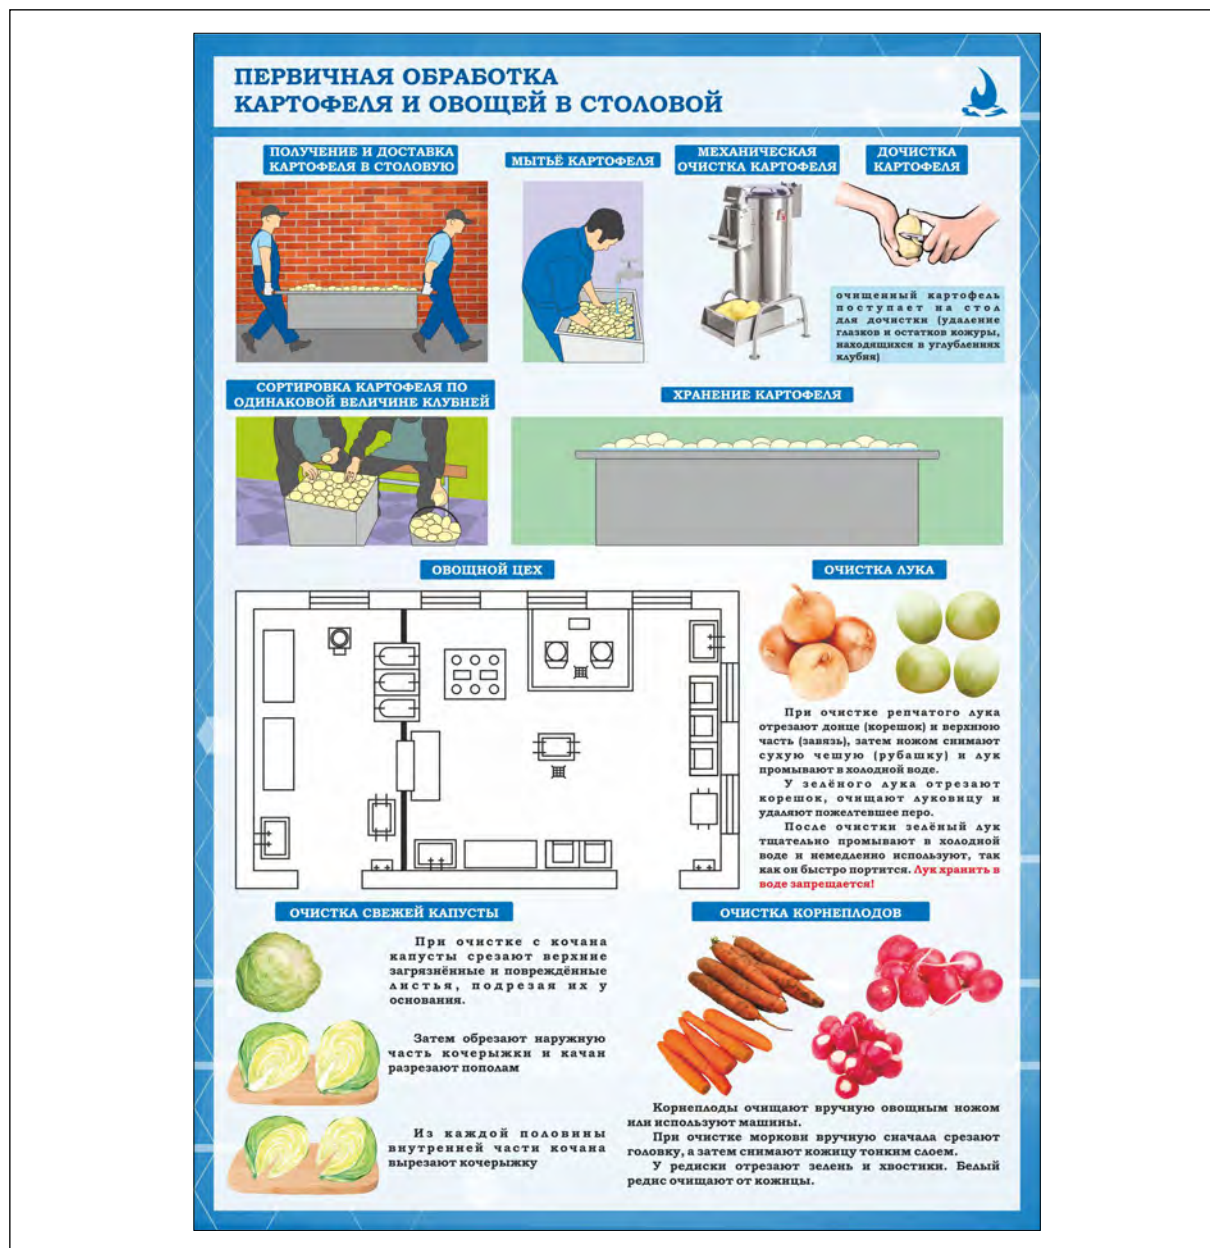 ПЕРВИЧНАЯ ОБРАБОТКА
КАРТОФЕЛЯ И ОВОЩЕЙ В СТОЛОВОЙ
ПОЛУЧЕНИЕ И ДОСТАВКА
КАРТОФЕЛЯ В СТОЛОВУЮ
МЫТЬЁ КАРТОФЕЛЯ
МЕХАНИЧЕСКАЯ
ОЧИСТКА КАРТОФЕЛЯ
ДОЧИСТКА
КАРТОФЕЛЯ
очищенный картофель
поступает на стол
для дочистки (удаление
глазков и остатков кожуры,
находящихся в углублениях
клубня)
СОРТИРОВКА КАРТОФЕЛЯ ПО
ОДИНАКОВОЙ ВЕЛИЧИНЕ КЛУБНЕЙ
ХРАНЕНИЕ КАРТОФЕЛЯ
ОВОЩНОЙ ЦЕХ
ОЧИСТКА ЛУКА
При очистке репчатого лука
отрезают донце (корешок) и верхнюю
часть (завязь), затем ножом снимают
сухую чешую (рубашку) и лук
промывают в холодной воде.
У зелёного лука отрезают
корешок, очищают луковицу и
удаляют пожелтевшее перо.
После очистки зелёный лук
тщательно промывают в холодной
воде и немедленно используют, так
как он быстро портится. Лук хранить в
воде запрещается!
ОЧИСТКА СВЕЖЕЙ КАПУСТЫ
При очистке с кочана
капусты срезают верхние
загрязнённые и повреждённые
листья, подрезая их у
основания.
Затем обрезают наружную
часть кочерыжки и качан
разрезают пополам
Из каждой половины
внутренней части кочана
вырезают кочерыжку
ОЧИСТКА КОРНЕПЛОДОВ
Корнеплоды очищают вручную овощным ножом
или используют машины.
При очистке моркови вручную сначала срезают
головку, а затем снимают кожицу тонким слоем.
У редиски отрезают зелень и хвостики. Белый
редис очищают от кожицы.